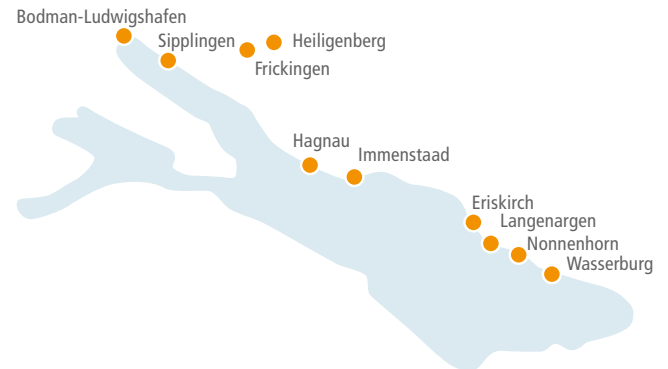 Bodman-Ludwigshafen
Sipplingen
Heiligenberg
Frickingen
Hagnau
Immenstaad
Eriskirch
Langenargen
Nonnenhorn
Wasserburg